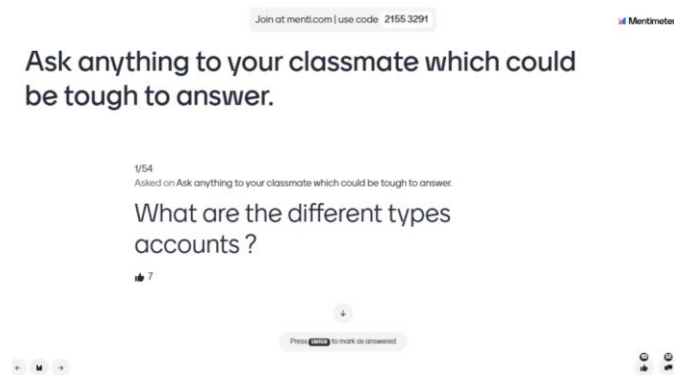 Join at menti.com | use code 2155 3291
Mentimeter
Ask anything to your classmate which could
be tough to answer.
1/54
Asked on Ask anything to your classmate which could be tough to answer.
What are the different types
accounts ?
7
Press ENTER to mark as answered